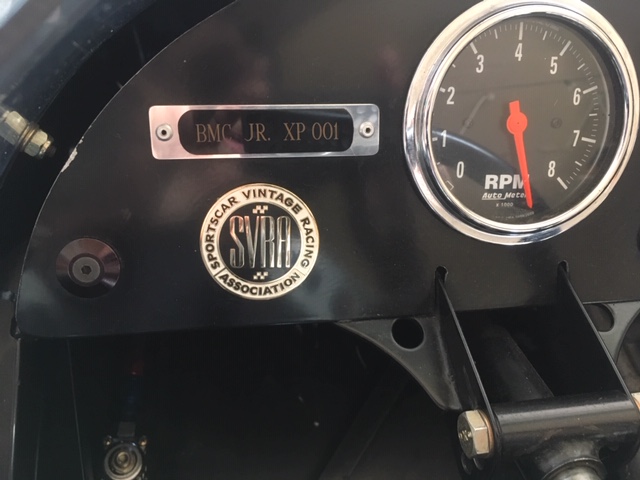 BMC JR. XP 001
SPORTSCAR VINTAGE RACING
SVRA
ASSOCIATION
0
1
2
3
4
5
6
7
8
RPM
Auto Meter
x 1000